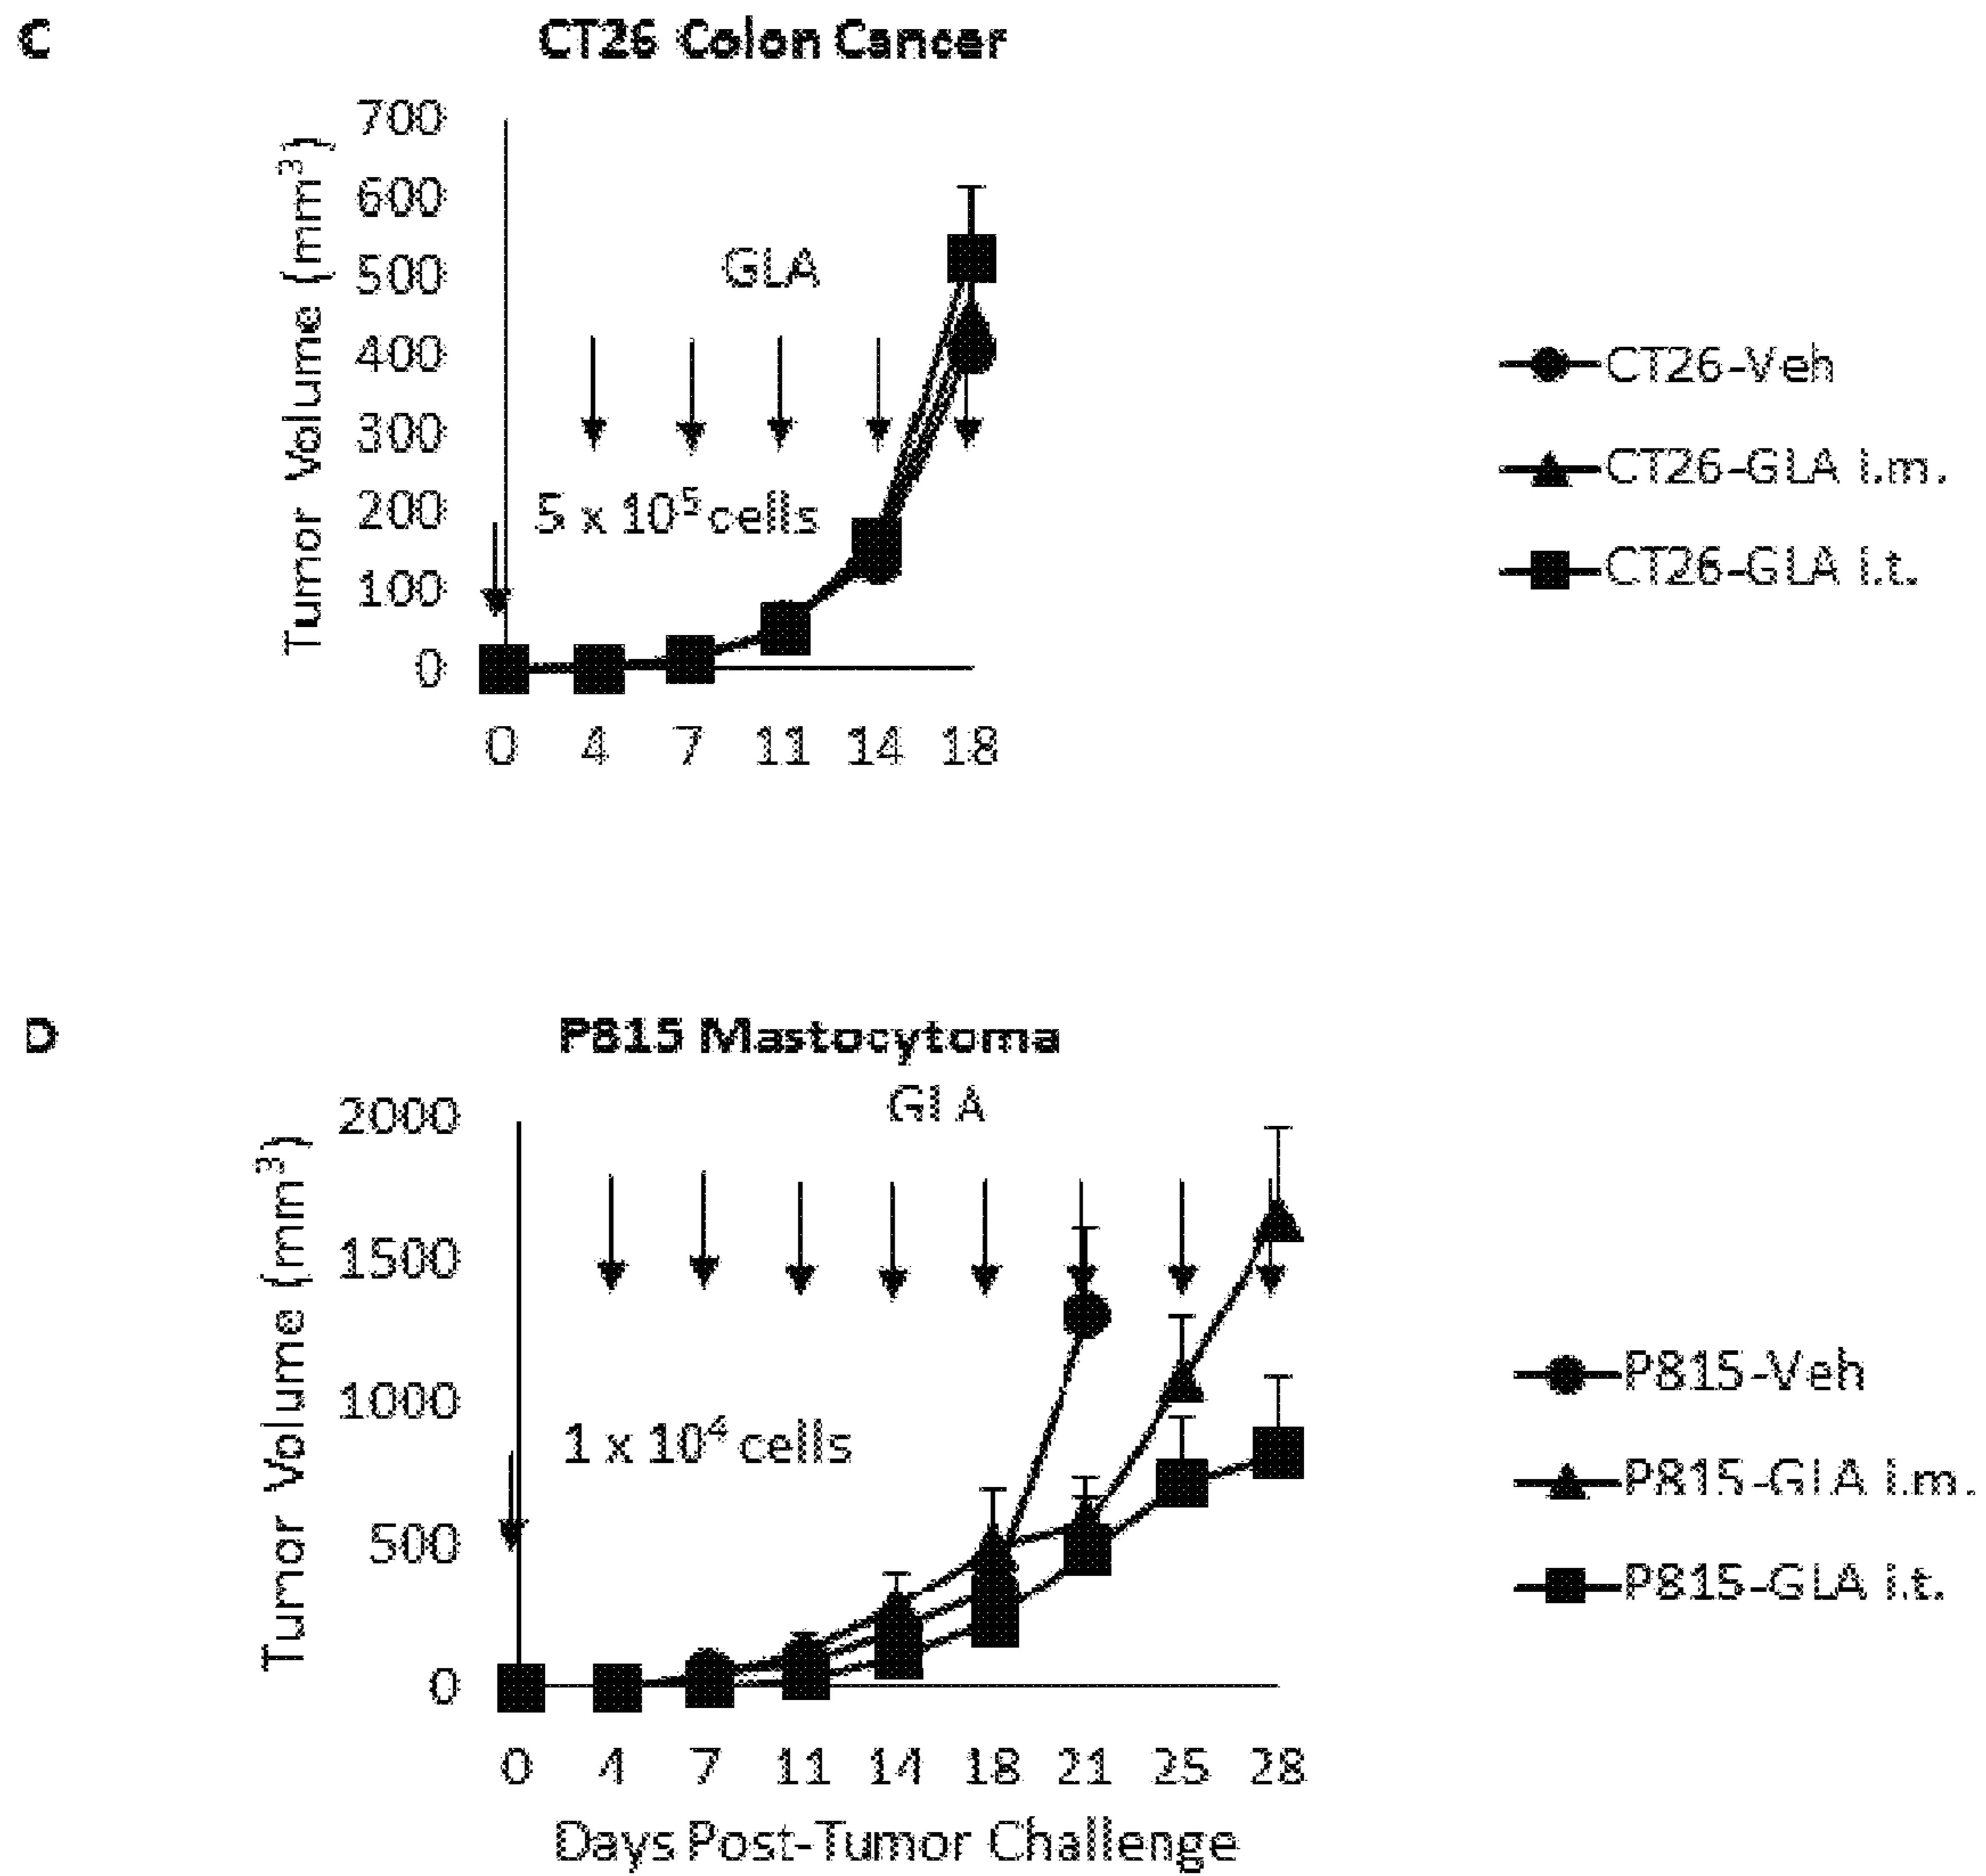 C
CT26 Colon Cancer
Tumor Volume (mm³)
700
600
500
400
300
200
100
0
GLA
5 x 10⁵ cells
0 4 7 11 14 18
CT26-Veh
CT26-GLA i.m.
CT26-GLA i.t.
D
P815 Mastocytoma
GLA
Tumor Volume (mm³)
2000
1500
1000
500
0
1 x 10⁴ cells
0 4 7 11 14 18 21 25 28
Days Post-Tumor Challenge
P815-Veh
P815-GLA i.m.
P815-GLA i.t.